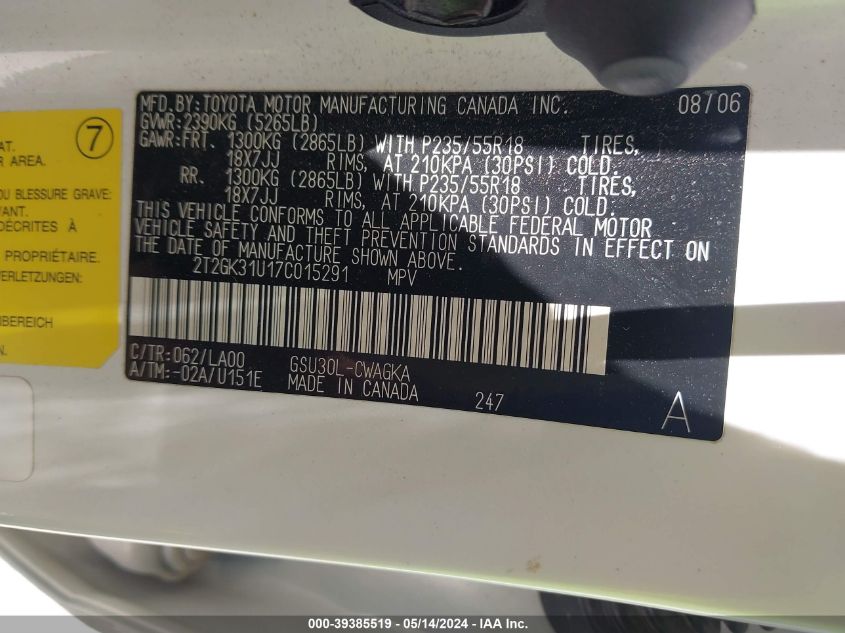 MFD.BY:TOYOTA MOTOR MANUFACTURING CANADA INC. 08/06
GVWR:2390KG (5265LB)
GAWR:FRT. 1300KG (2865LB) WITH P235/55R18 TIRES,
18X7JJ RIMS, AT 210KPA (30PSI) COLD.
RR. 1300KG (2865LB) WITH P235/55R18 TIRES,
18X7JJ RIMS, AT 210KPA (30PSI) COLD.
THIS VEHICLE CONFORMS TO ALL APPLICABLE FEDERAL MOTOR
VEHICLE SAFETY AND THEFT PREVENTION STANDARDS IN EFFECT ON
THE DATE OF MANUFACTURE SHOWN ABOVE.
2T2GK31U17C015291 MPV
C/TR:062/LA00 GSU30L-CWAGKA
A/TM:-02A/U151E MADE IN CANADA 247 A
7
AT.
R AREA.
OU BLESSURE GRAVE:
VANT.
DÉCRITES À
PROPRIÉTAIRE.
VERLETZUNGEN:
NBEREICH
N.
000-39385519 - 05/14/2024 - IAA Inc.